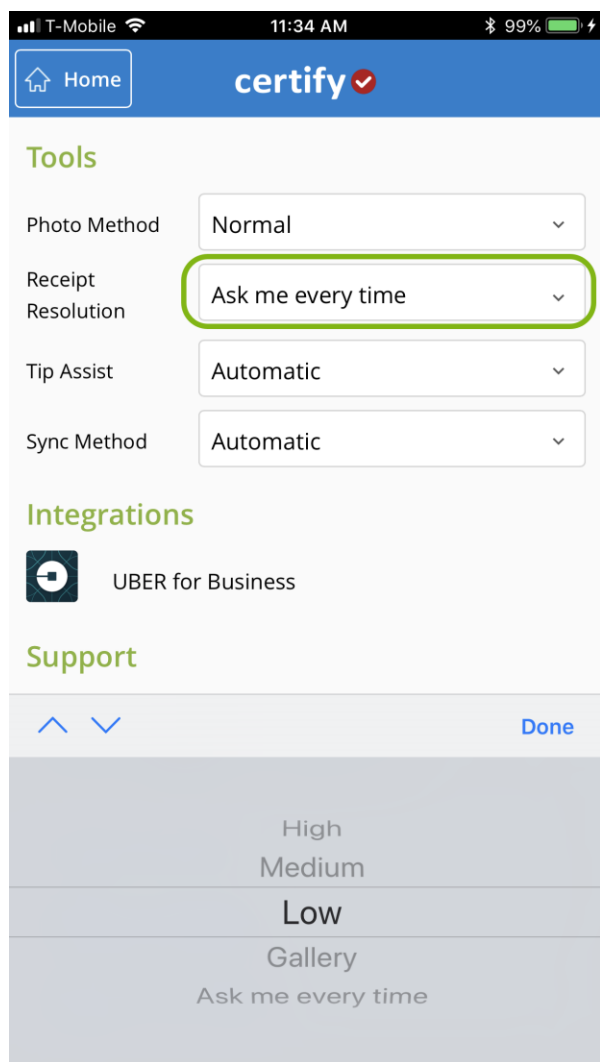 T-Mobile 11:34 AM 99%
Home certify
Tools
Photo Method Normal
Receipt
Resolution Ask me every time
Tip Assist Automatic
Sync Method Automatic
Integrations
UBER for Business
Support
Done
High
Medium
Low
Gallery
Ask me every time